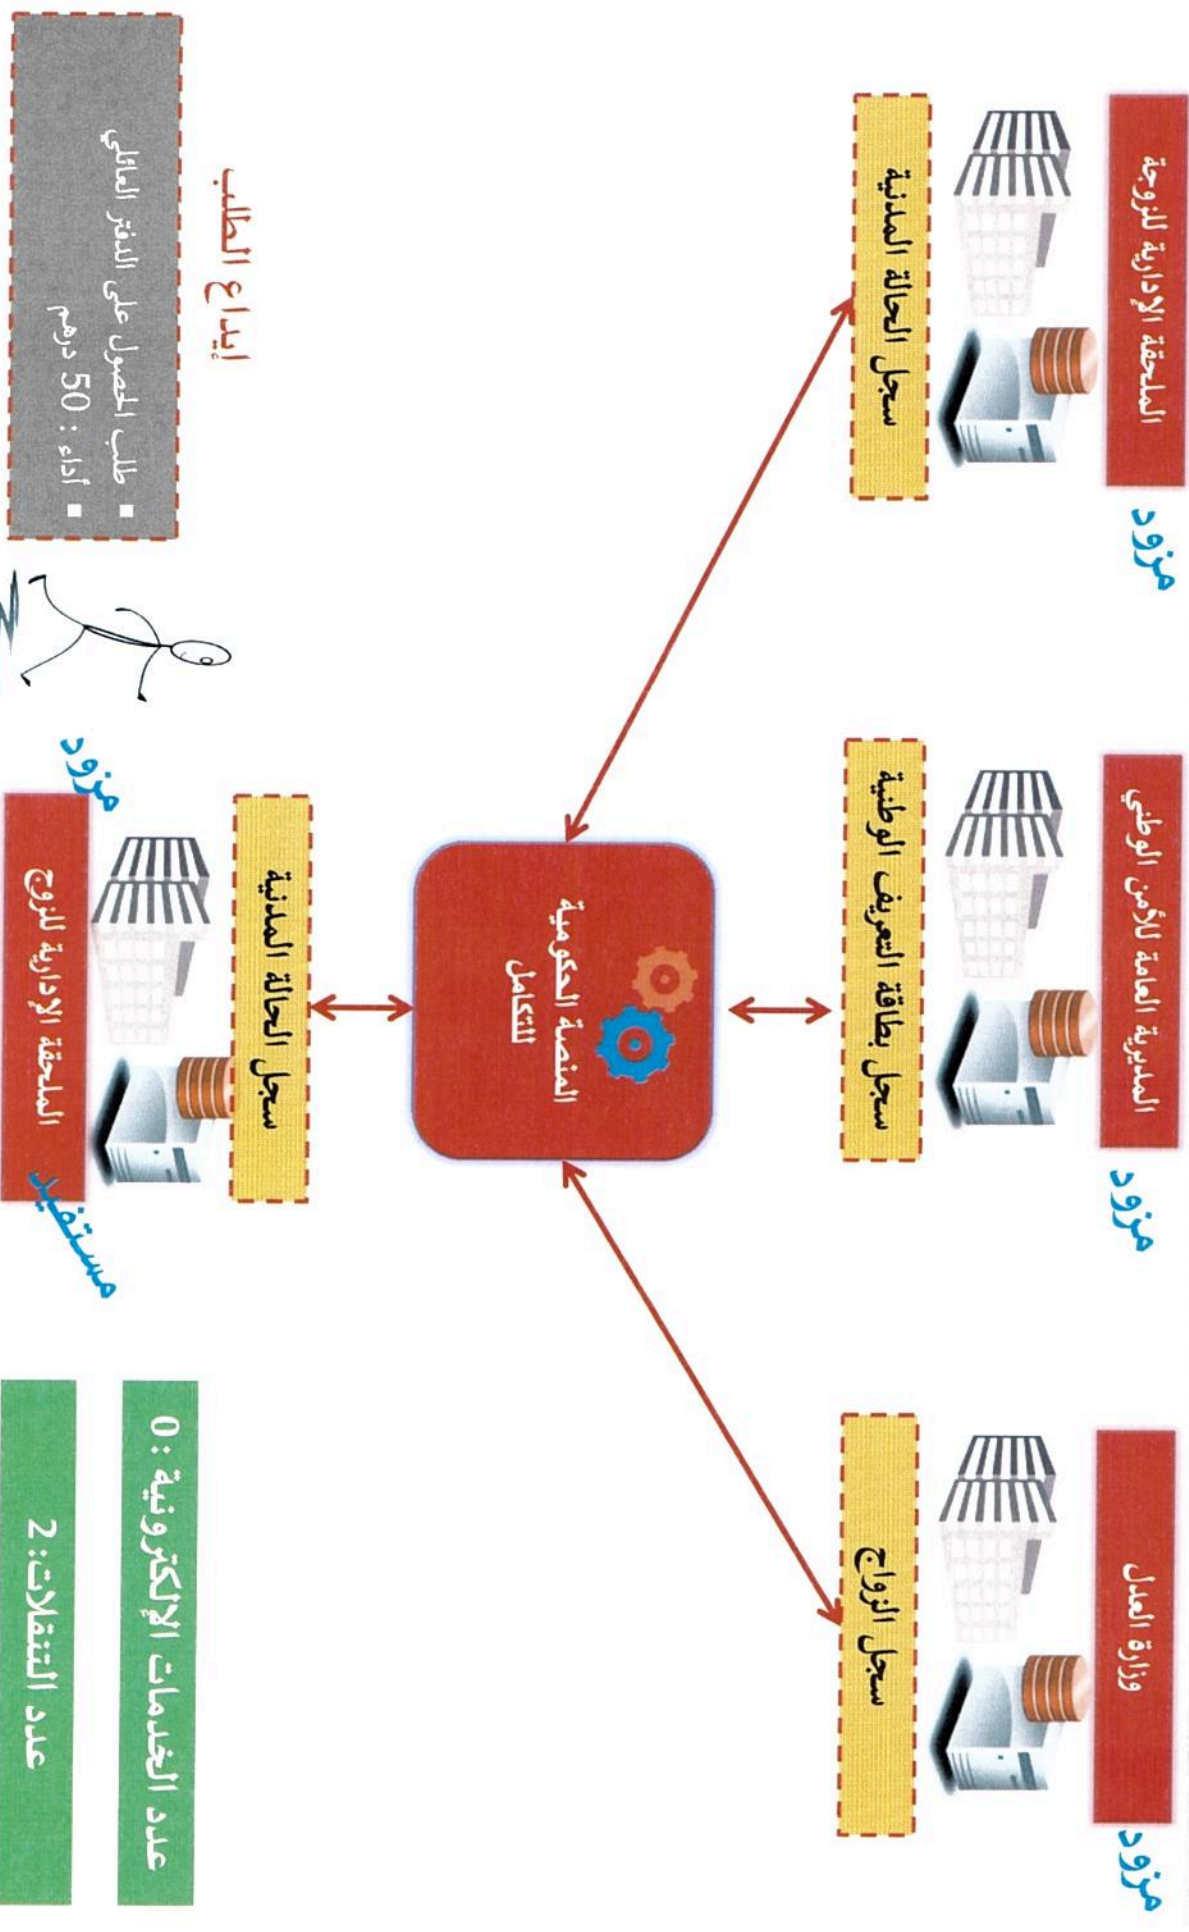 الملحقة الإدارية للزوجة
مزود
المديرية العامة للأمن الوطني
مزود
وزارة العدل
مزود
سجل الحالة المدنية
سجل بطاقة التعريف الوطنية
سجل الزواج
المنصة الحكومية
للتكامل
إيداع الطلب
▪ طلب الحصول على الدفتر العائلي
▪ أداء : 50 درهم
سجل الحالة المدنية
مزود
الملحقة الإدارية للزوج
مستفيد
عدد الخدمات الإلكترونية : 0
عدد التنقلات: 2